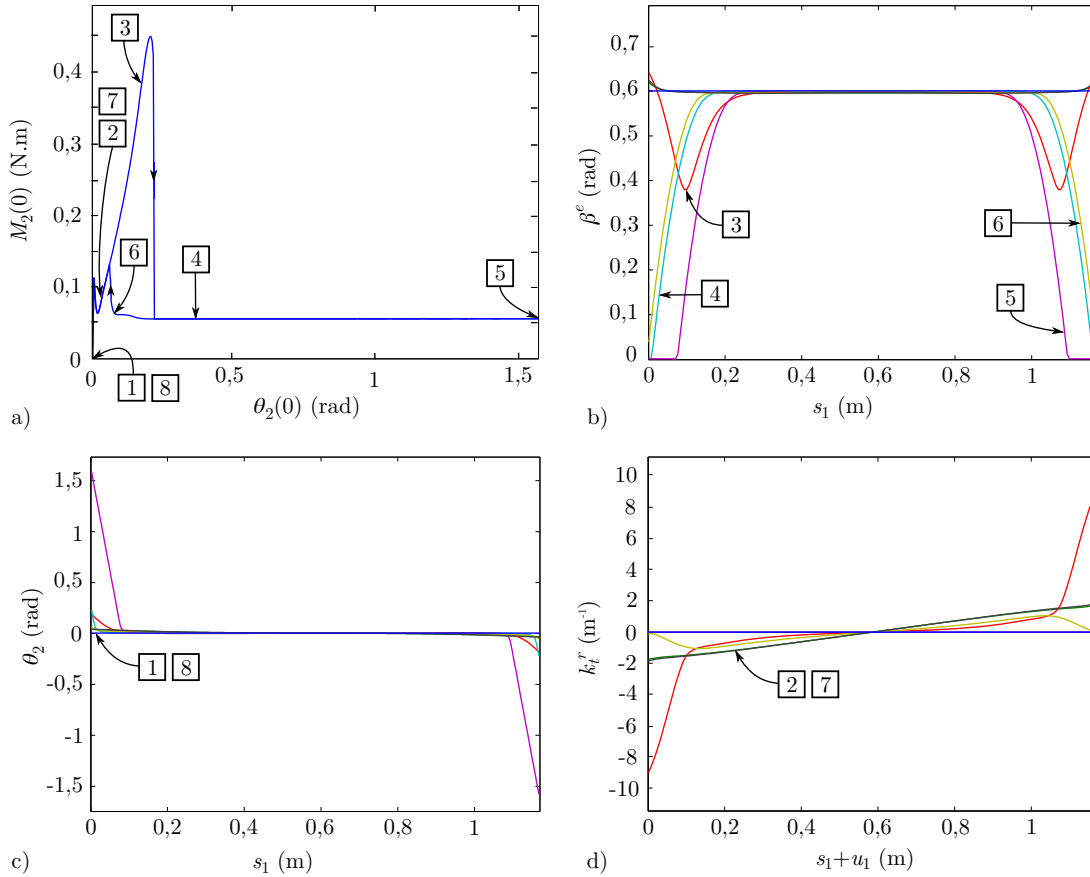 M₂(0) (N.m)
0,4
0,3
0,2
0,1
0
3
7
2
6
4
5
1 8
0 0,5 1 1,5
θ₂(0) (rad)
a)
βᵉ (rad)
0,7
0,6
0,5
0,4
0,3
0,2
0,1
0
3
4
6
5
0 0,2 0,4 0,6 0,8 1
s₁ (m)
b)
θ₂ (rad)
1,5
1
0,5
0
-0,5
-1
-1,5
1 8
0 0,2 0,4 0,6 0,8 1
s₁ (m)
c)
kₜʳ (m⁻¹)
10
8
6
4
2
0
-2
-4
-6
-8
-10
2 7
0 0,2 0,4 0,6 0,8 1
s₁+u₁ (m)
d)